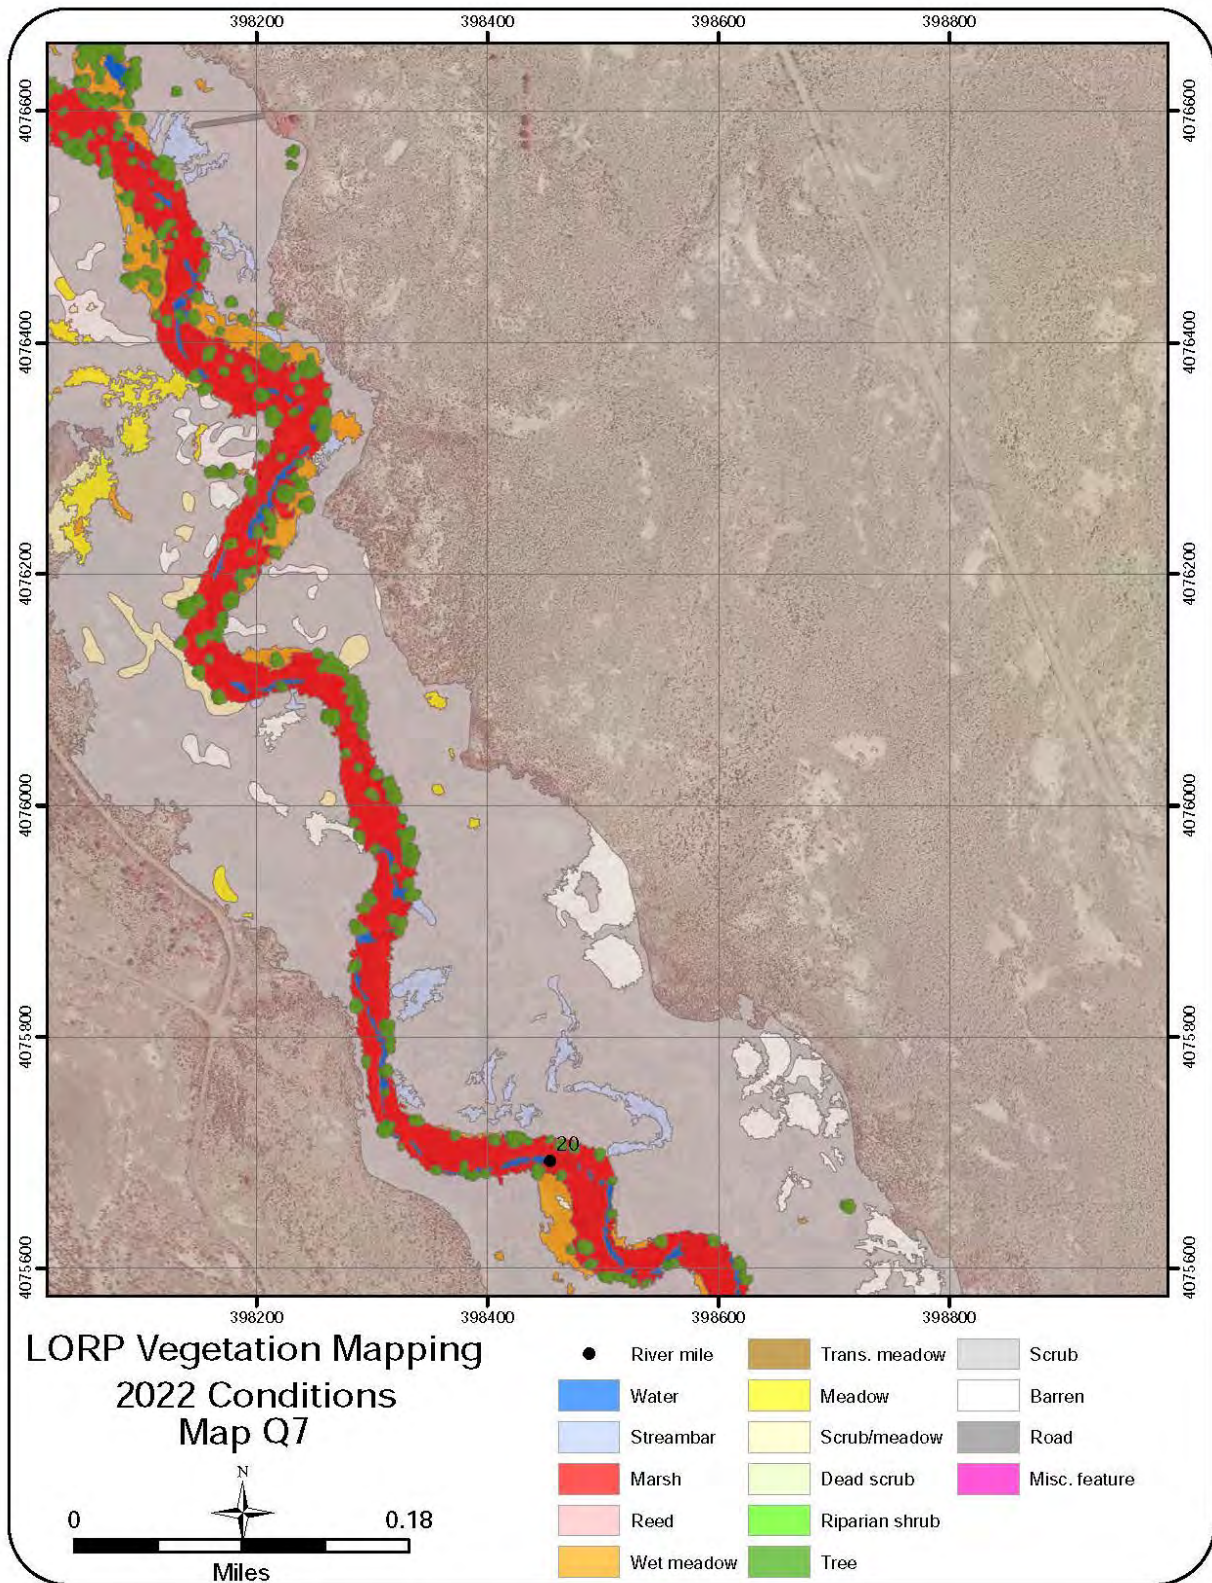 398200 398400 398600 398800
4076600 4076600
4076400 4076400
4076200 4076200
4076000 4076000
4075800 4075800
20
4075600 4075600
398200 398400 398600 398800
LORP Vegetation Mapping
2022 Conditions
Map Q7
N
0 0.18
Miles
River mile
Water
Streambar
Marsh
Reed
Wet meadow
Trans. meadow
Meadow
Scrub/meadow
Dead scrub
Riparian shrub
Tree
Scrub
Barren
Road
Misc. feature